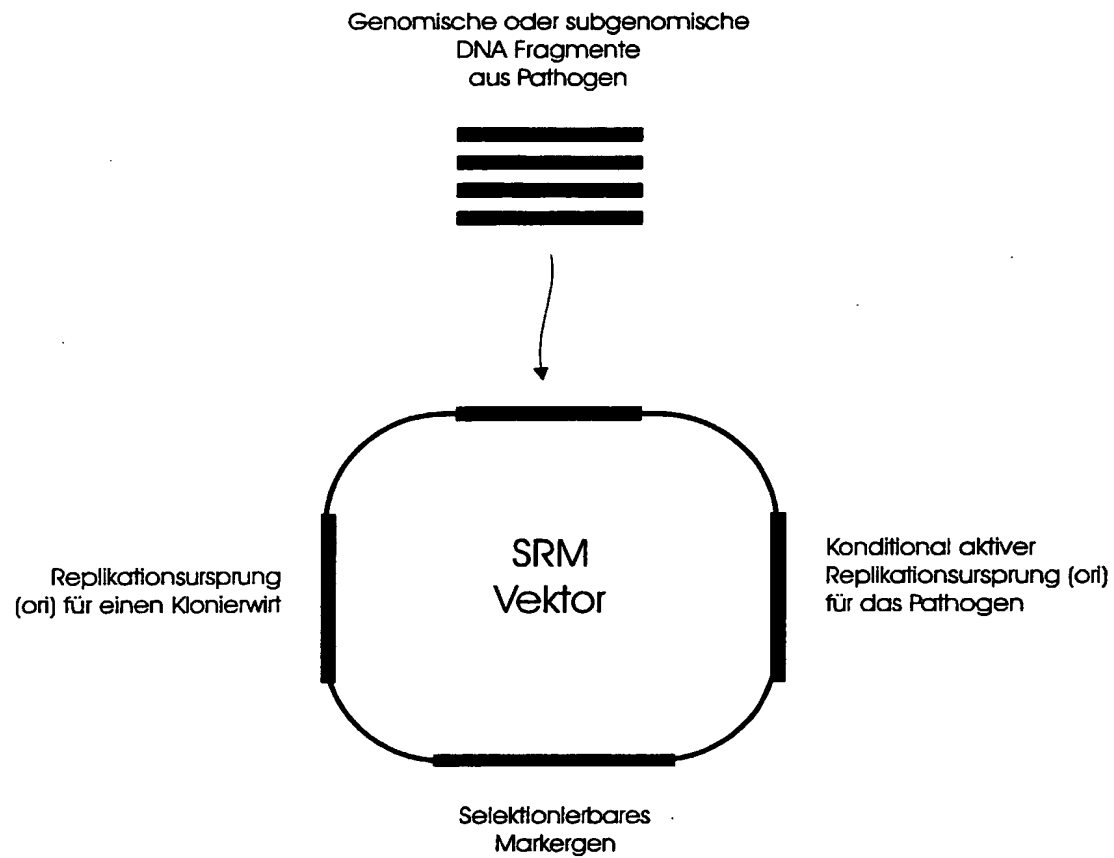 Genomische oder subgenomische
DNA Fragmente
aus Pathogen
SRM
Vektor
Replikationsursprung
(ori) für einen Klonierwirt
Konditional aktiver
Replikationsursprung (ori)
für das Pathogen
Selektionierbares
Markergen